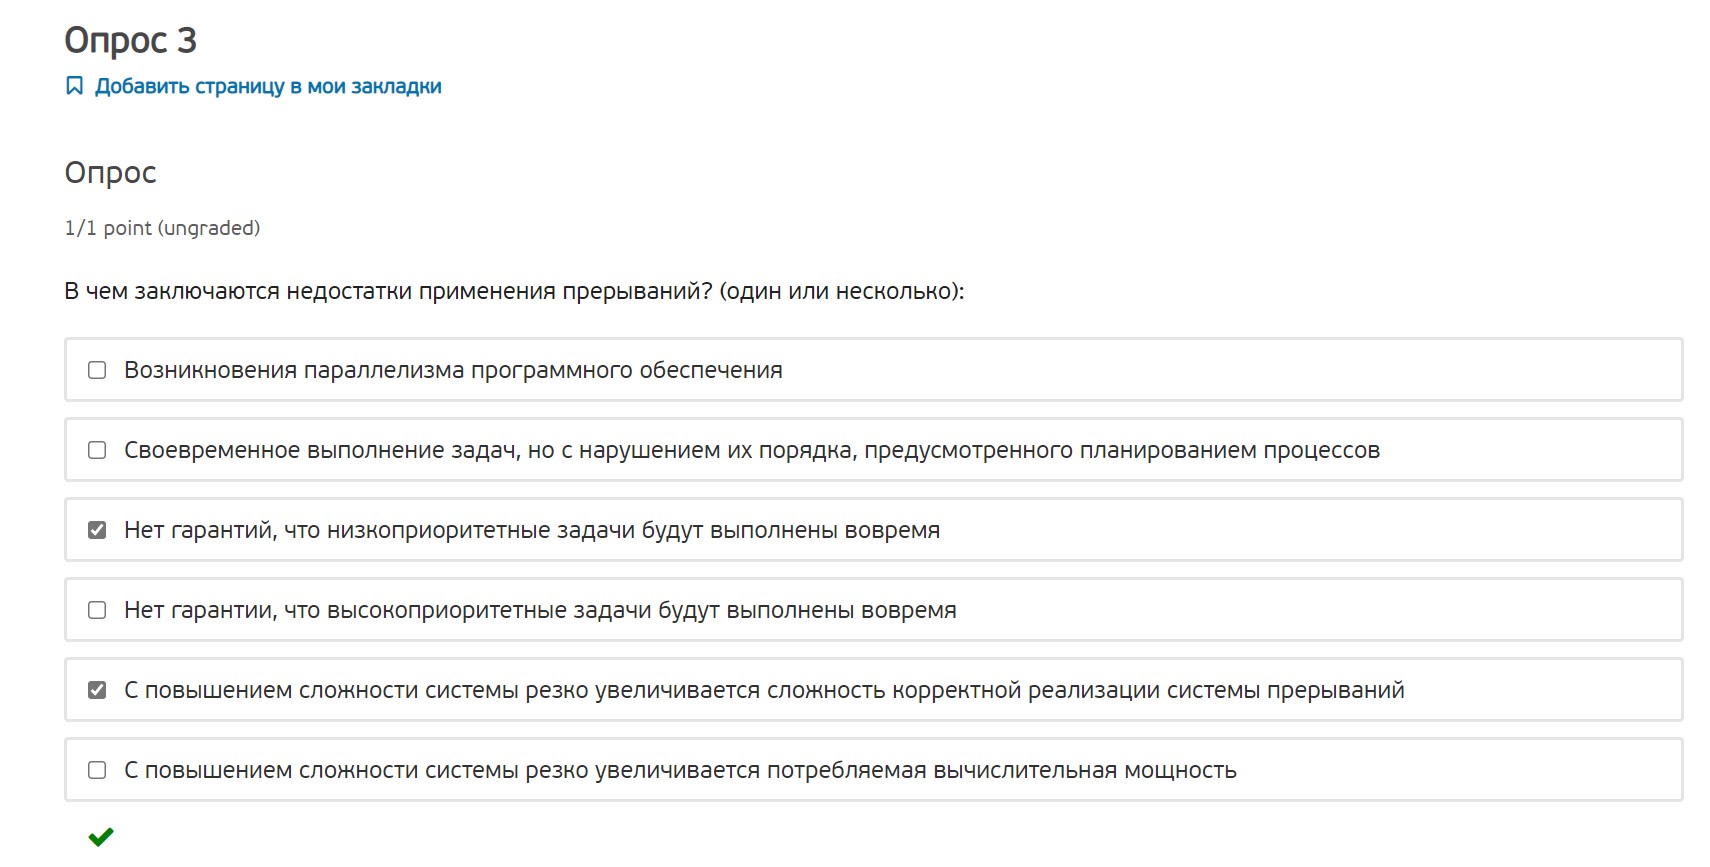 Опрос 3
Добавить страницу в мои закладки
Опрос
1/1 point (ungraded)
В чем заключаются недостатки применения прерываний? (один или несколько):
Возникновения параллелизма программного обеспечения
Своевременное выполнение задач, но с нарушением их порядка, предусмотренного планированием процессов
Нет гарантий, что низкоприоритетные задачи будут выполнены вовремя
Нет гарантии, что высокоприоритетные задачи будут выполнены вовремя
С повышением сложности системы резко увеличивается сложность корректной реализации системы прерываний
С повышением сложности системы резко увеличивается потребляемая вычислительная мощность